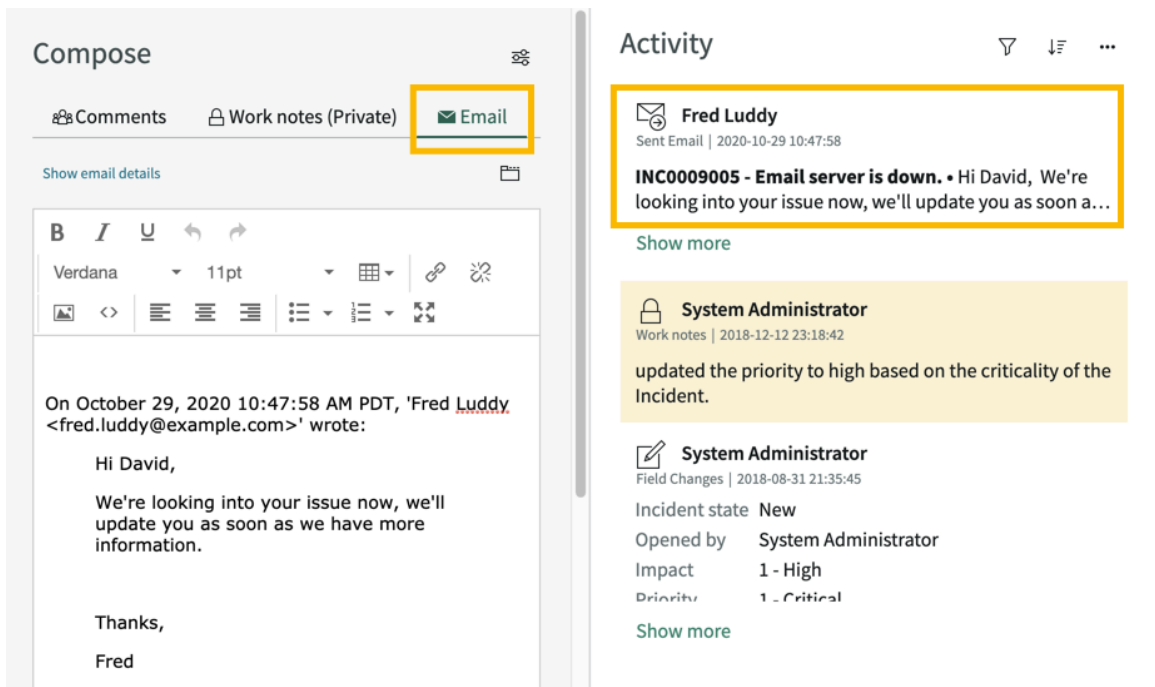 Compose
Comments
Work notes (Private)
Email
Show email details
B I U
Verdana
11pt
On October 29, 2020 10:47:58 AM PDT, 'Fred Luddy
<fred.luddy@example.com>' wrote:
Hi David,
We're looking into your issue now, we'll
update you as soon as we have more
information.
Thanks,
Fred
Activity
Fred Luddy
Sent Email | 2020-10-29 10:47:58
INC0009005 - Email server is down. • Hi David, We're
looking into your issue now, we'll update you as soon a...
Show more
System Administrator
Work notes | 2018-12-12 23:18:42
updated the priority to high based on the criticality of the
Incident.
System Administrator
Field Changes | 2018-08-31 21:35:45
Incident state New
Opened by System Administrator
Impact 1 - High
Priority 1 - Critical
Show more